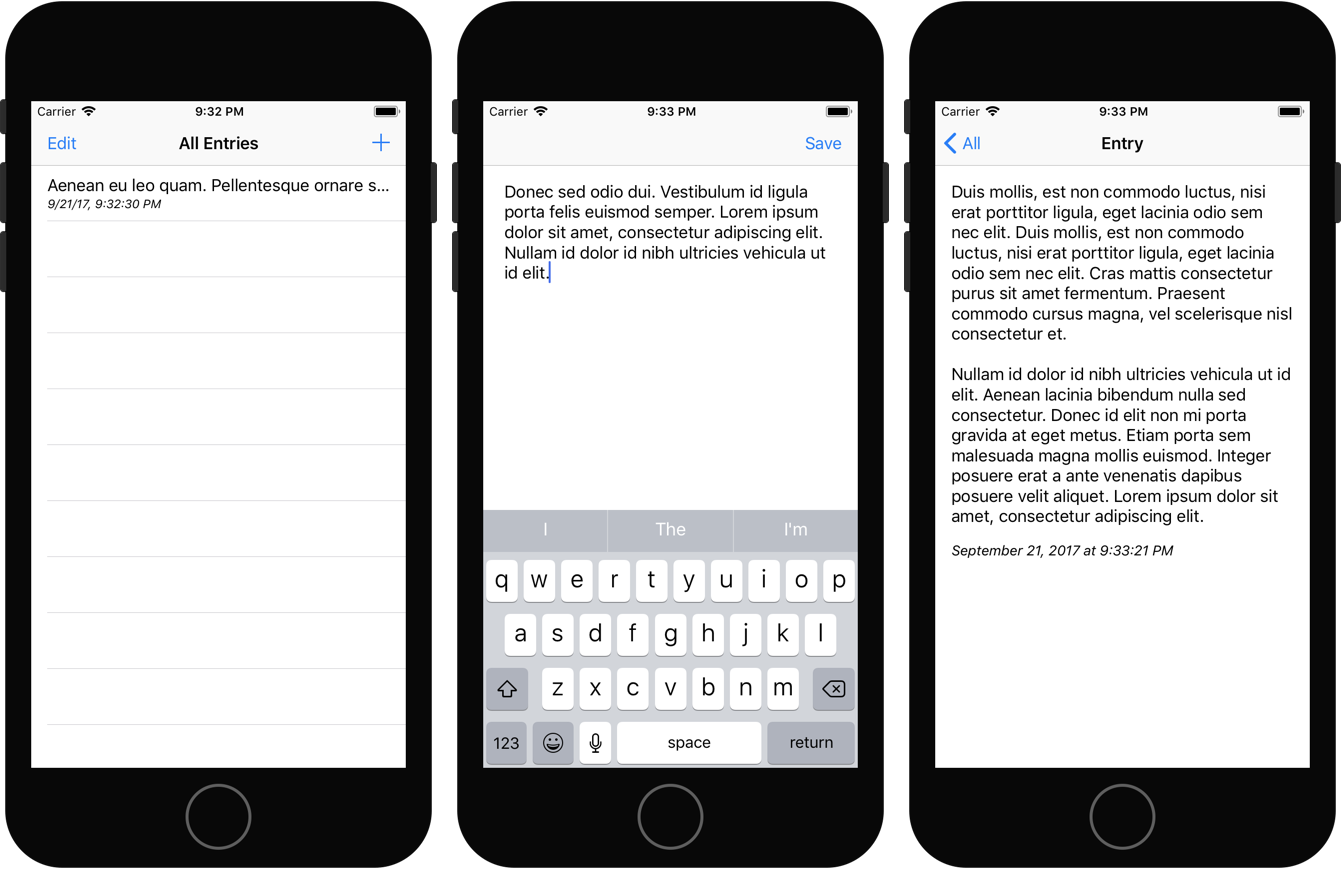 Carrier 9:32 PM
Edit All Entries +
Aenean eu leo quam. Pellentesque ornare s...
9/21/17, 9:32:30 PM
Carrier 9:33 PM
Save
Donec sed odio dui. Vestibulum id ligula
porta felis euismod semper. Lorem ipsum
dolor sit amet, consectetur adipiscing elit.
Nullam id dolor id nibh ultricies vehicula ut
id elit.
I The I'm
q w e r t y u i o p
a s d f g h j k l
z x c v b n m
123 space return
Carrier 9:33 PM
All Entry
Duis mollis, est non commodo luctus, nisi
erat porttitor ligula, eget lacinia odio sem
nec elit. Duis mollis, est non commodo
luctus, nisi erat porttitor ligula, eget lacinia
odio sem nec elit. Cras mattis consectetur
purus sit amet fermentum. Praesent
commodo cursus magna, vel scelerisque nisl
consectetur et.
Nullam id dolor id nibh ultricies vehicula ut id
elit. Aenean lacinia bibendum nulla sed
consectetur. Donec id elit non mi porta
gravida at eget metus. Etiam porta sem
malesuada magna mollis euismod. Integer
posuere erat a ante venenatis dapibus
posuere velit aliquet. Lorem ipsum dolor sit
amet, consectetur adipiscing elit.
September 21, 2017 at 9:33:21 PM